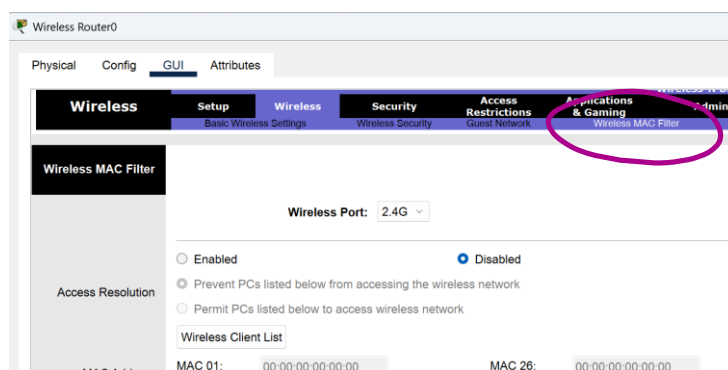 Wireless Router0
Physical Config GUI Attributes
Wireless Setup Wireless Security Access Restrictions Applications & Gaming
Basic Wireless Settings Wireless Security Guest Network Wireless MAC Filter
Wireless MAC Filter
Wireless Port: 2.4G
Enabled Disabled
Prevent PCs listed below from accessing the wireless network
Access Resolution
Permit PCs listed below to access wireless network
Wireless Client List
MAC 01: 00:00:00:00:00:00 MAC 26: 00:00:00:00:00:00